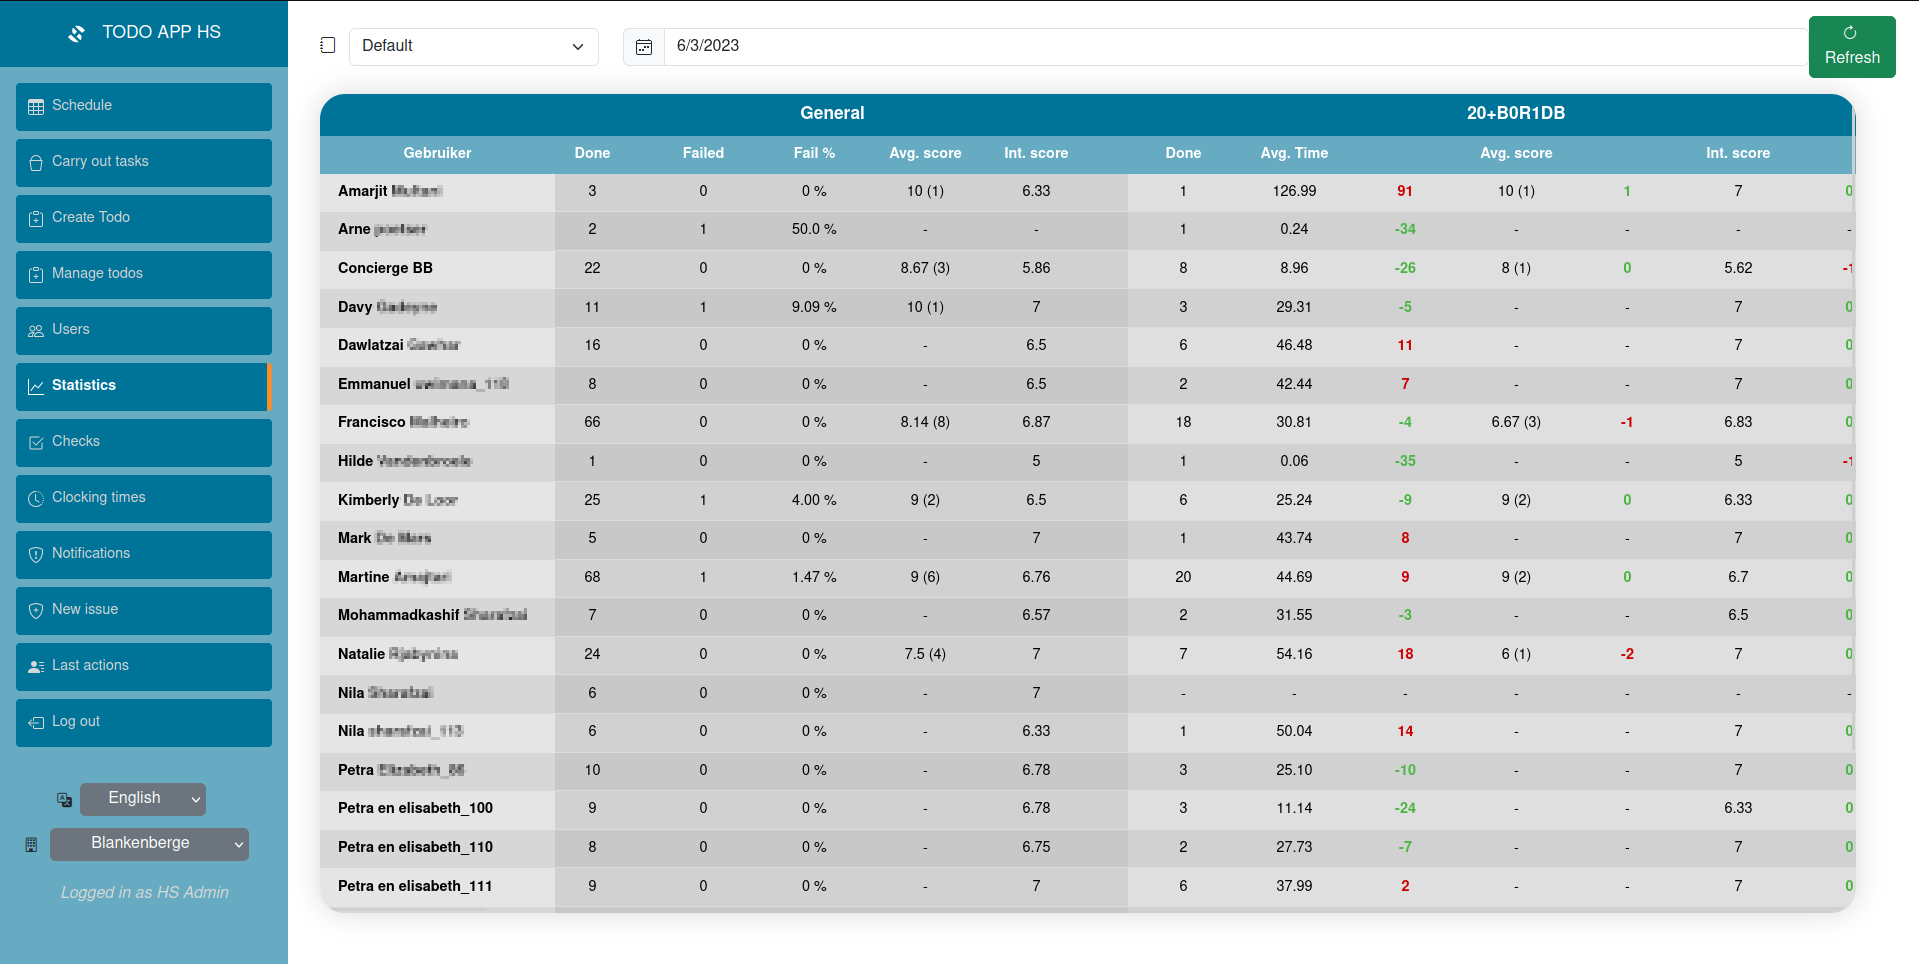 TODO APP HS
Schedule
Carry out tasks
Create Todo
Manage todos
Users
Statistics
Checks
Clocking times
Notifications
New issue
Last actions
Log out
English
Blankenberge
Logged in as HS Admin
Default 6/3/2023 Refresh
General 20+B0R1DB
Gebruiker Done Failed Fail % Avg. score Int. score Done Avg. Time Avg. score Int. score
Amarjit 3 0 0 % 10 (1) 6.33 1 126.99 91 10 (1) 1 7 0
Arne 2 1 50.0 % - - 1 0.24 -34 - - - -
Concierge BB 22 0 0 % 8.67 (3) 5.86 8 8.96 -26 8 (1) 0 5.62 -1
Davy 11 1 9.09 % 10 (1) 7 3 29.31 -5 - - 7 0
Dawlatzai 16 0 0 % - 6.5 6 46.48 11 - - 7 0
Emmanuel 8 0 0 % - 6.5 2 42.44 7 - - 7 0
Francisco 66 0 0 % 8.14 (8) 6.87 18 30.81 -4 6.67 (3) -1 6.83 0
Hilde 1 0 0 % - 5 1 0.06 -35 - - 5 -1
Kimberly 25 1 4.00 % 9 (2) 6.5 6 25.24 -9 9 (2) 0 6.33 0
Mark 5 0 0 % - 7 1 43.74 8 - - 7 0
Martine 68 1 1.47 % 9 (6) 6.76 20 44.69 9 9 (2) 0 6.7 0
Mohammadkashif 7 0 0 % - 6.57 2 31.55 -3 - - 6.5 0
Natalie 24 0 0 % 7.5 (4) 7 7 54.16 18 6 (1) -2 7 0
Nila 6 0 0 % - 7 - - - - - - -
Nila 6 0 0 % - 6.33 1 50.04 14 - - 7 0
Petra 10 0 0 % - 6.78 3 25.10 -10 - - 7 0
Petra en elisabeth_100 9 0 0 % - 6.78 3 11.14 -24 - - 6.33 0
Petra en elisabeth_110 8 0 0 % - 6.75 2 27.73 -7 - - 7 0
Petra en elisabeth_111 9 0 0 % - 7 6 37.99 2 - - 7 0